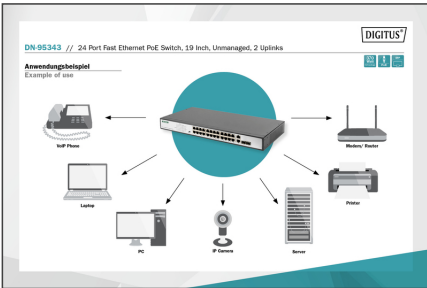 DIGITUS®
DN-95343 // 24 Port Fast Ethernet PoE Switch, 19 Inch, Unmanaged, 2 Uplinks
Anwendungsbeispiel
Example of use
VoIP Phone
Modem/ Router
Laptop
Printer
PC
IP Camera
Server